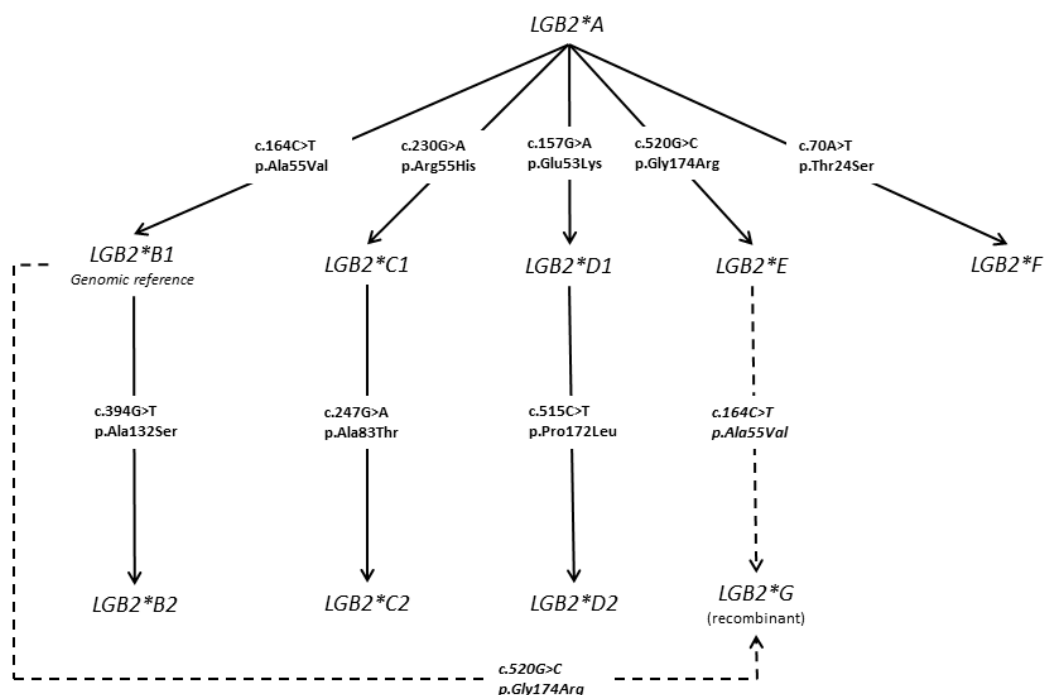 LGB2*A
c.164C>T
p.Ala55Val
c.230G>A
p.Arg55His
c.157G>A
p.Glu53Lys
c.520G>C
p.Gly174Arg
c.70A>T
p.Thr24Ser
LGB2*B1
Genomic reference
LGB2*C1
LGB2*D1
LGB2*E
LGB2*F
c.394G>T
p.Ala132Ser
c.247G>A
p.Ala83Thr
c.515C>T
p.Pro172Leu
c.164C>T
p.Ala55Val
LGB2*B2
LGB2*C2
LGB2*D2
LGB2*G
(recombinant)
c.520G>C
p.Gly174Arg